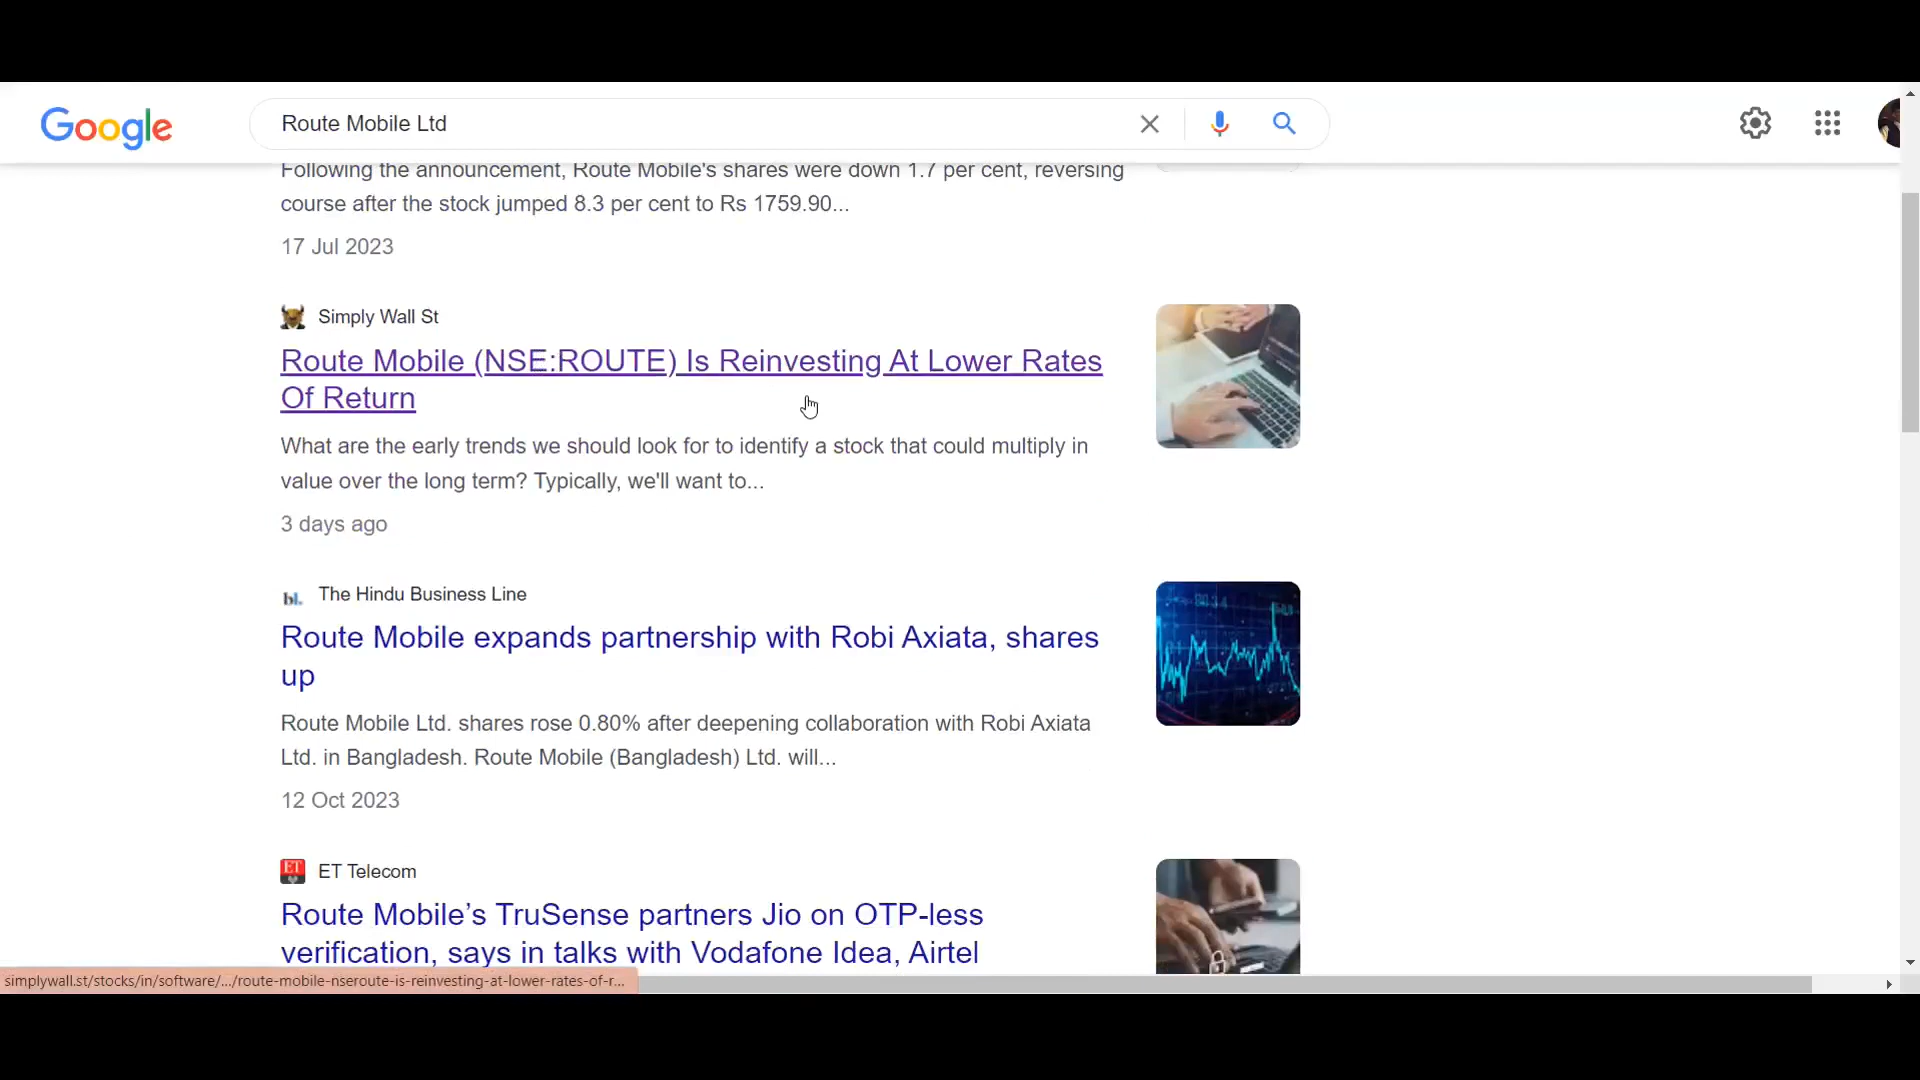 Google
Route Mobile Ltd
Following the announcement, Route Mobile's shares were down 1.7 per cent, reversing
course after the stock jumped 8.3 per cent to Rs 1759.90...
17 Jul 2023
Simply Wall St
Route Mobile (NSE:ROUTE) Is Reinvesting At Lower Rates
Of Return
What are the early trends we should look for to identify a stock that could multiply in
value over the long term? Typically, we'll want to...
3 days ago
bl. The Hindu Business Line
Route Mobile expands partnership with Robi Axiata, shares
up
Route Mobile Ltd. shares rose 0.80% after deepening collaboration with Robi Axiata
Ltd. in Bangladesh. Route Mobile (Bangladesh) Ltd. will...
12 Oct 2023
ET ET Telecom
Route Mobile’s TruSense partners Jio on OTP-less
verification, says in talks with Vodafone Idea, Airtel
simplywall.st/stocks/in/software/.../route-mobile-nseroute-is-reinvesting-at-lower-rates-of-r...